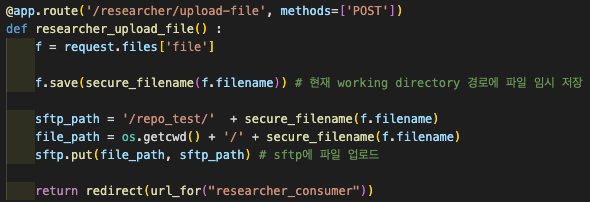 @app.route('/researcher/upload-file', methods=['POST'])
def researcher_upload_file() :
f = request.files['file']
f.save(secure_filename(f.filename)) # 현재 working directory 경로에 파일 임시 저장
sftp_path = '/repo_test/'  + secure_filename(f.filename)
file_path = os.getcwd() + '/' + secure_filename(f.filename)
sftp.put(file_path, sftp_path) # sftp에 파일 업로드
return redirect(url_for("researcher_consumer"))